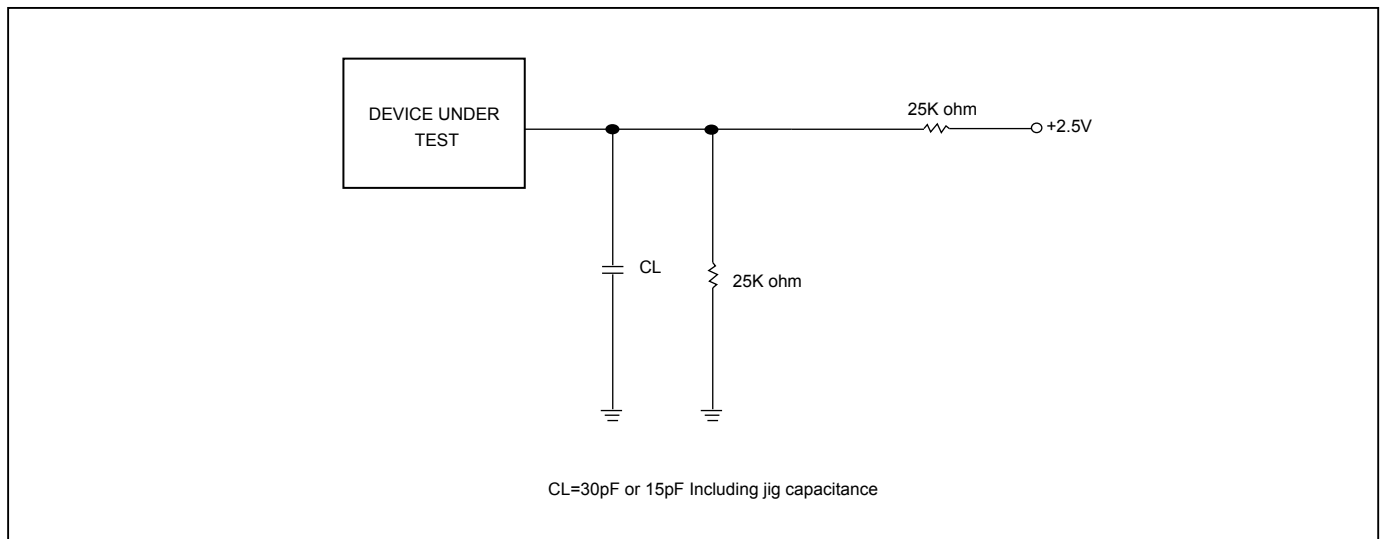 DEVICE UNDER
TEST
25K ohm
+2.5V
CL
25K ohm
CL=30pF or 15pF Including jig capacitance